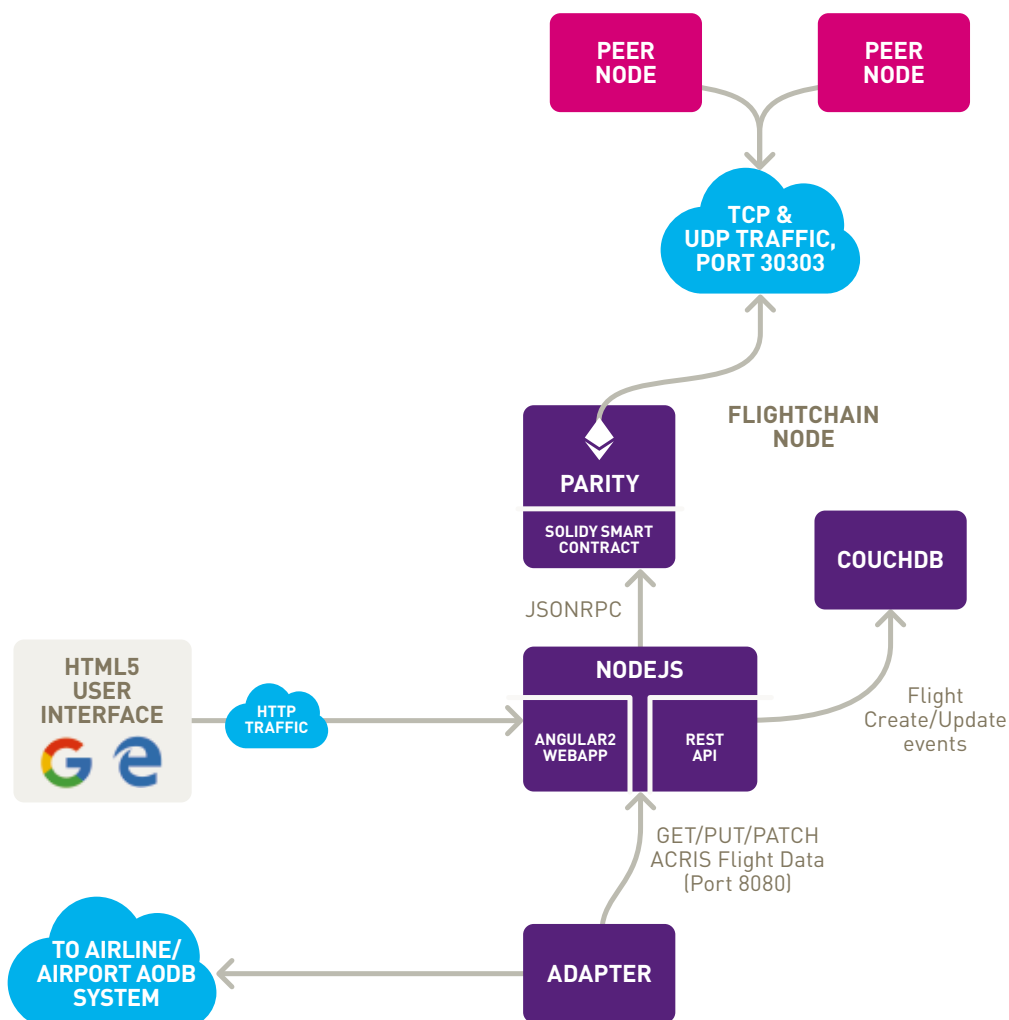 PEER
NODE
PEER
NODE
TCP &
UDP TRAFFIC,
PORT 30303
FLIGHTCHAIN
NODE
PARITY
SOLIDY SMART
CONTRACT
COUCHDB
JSONRPC
HTML5
USER
INTERFACE
HTTP
TRAFFIC
NODEJS
ANGULAR2
WEBAPP
REST
API
Flight
Create/Update
events
GET/PUT/PATCH
ACRIS Flight Data
(Port 8080)
TO AIRLINE/
AIRPORT AODB
SYSTEM
ADAPTER